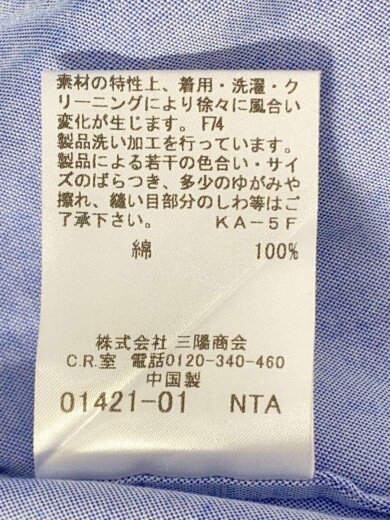 素材の特性上、着用・洗濯・ク
リーニングにより徐々に風合い
変化が生じます。 F74
製品洗い加工を行っています。
製品による若干の色合い・サイ
ズのばらつき、多少のゆがみや
擦れ、縫い目部分のしわ等はご
了承下さい。 KA-5F
綿 100%
株式会社 三陽商会
C.R.室 電話0120-340-460
中国製
01421-01 NTA